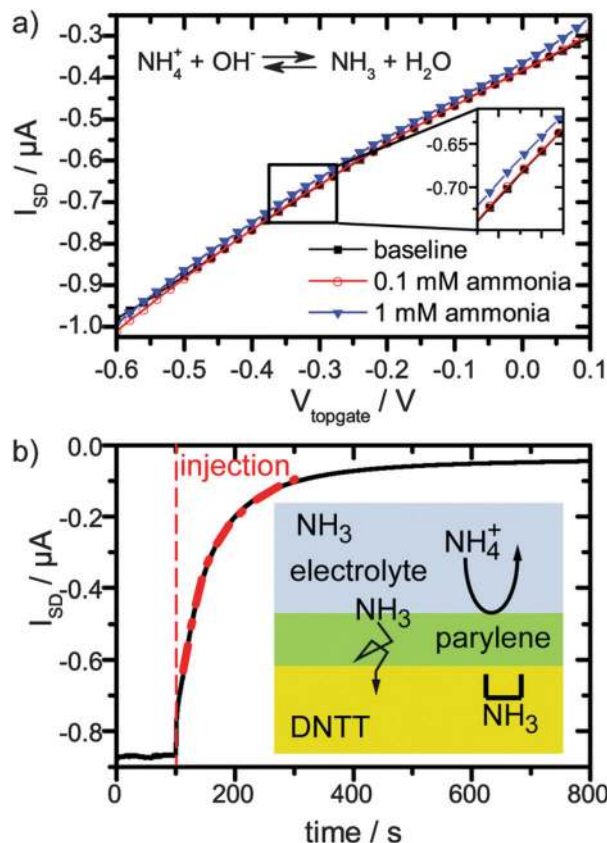 a)
NH₄⁺ + OH⁻ ⇌ NH₃ + H₂O
I_SD / µA
-0.3
-0.4
-0.5
-0.6
-0.7
-0.8
-0.9
-1.0
-0.65
-0.70
baseline
0.1 mM ammonia
1 mM ammonia
-0.6 -0.5 -0.4 -0.3 -0.2 -0.1 0.0 0.1
V_topgate / V
b)
injection
I_SD / µA
0.0
-0.2
-0.4
-0.6
-0.8
NH₃
NH₄⁺
electrolyte
NH₃
parylene
DNTT
NH₃
0 200 400 600 800
time / s